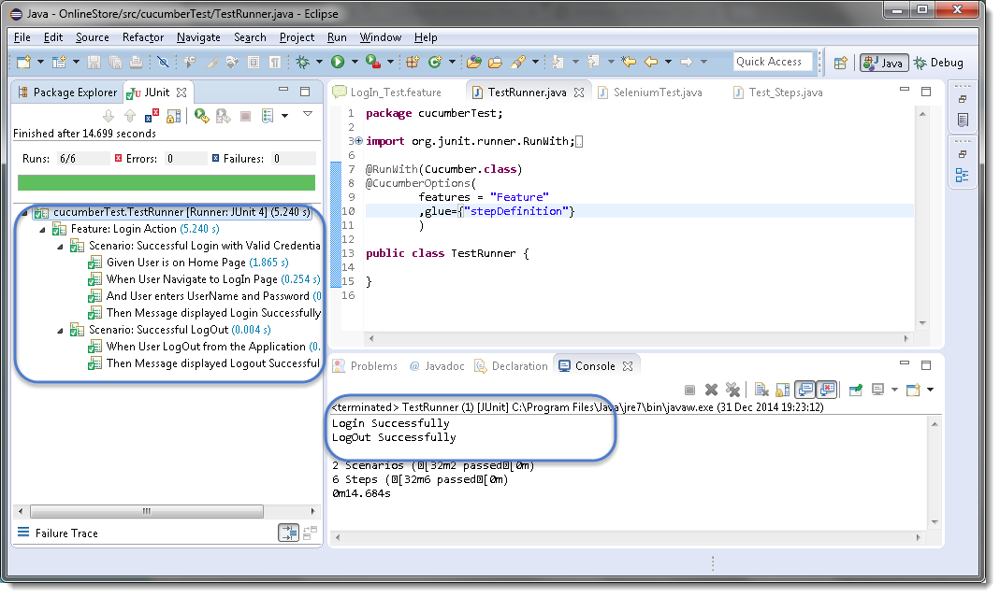 Java - OnlineStore/src/cucumberTest/TestRunner.java - Eclipse
File Edit Source Refactor Navigate Search Project Run Window Help
Quick Access Java Debug
Package Explorer JUnit
Finished after 14.699 seconds
Runs: 6/6 Errors: 0 Failures: 0
cucumberTest.TestRunner [Runner: JUnit 4] (5.240 s)
Feature: Login Action (5.240 s)
Scenario: Successful Login with Valid Credentia
Given User is on Home Page (1.865 s)
When User Navigate to LogIn Page (0.254 s)
And User enters UserName and Password (0
Then Message displayed Login Successfully
Scenario: Successful LogOut (0.004 s)
When User LogOut from the Application (0.
Then Message displayed Logout Successful
Failure Trace
LogIn_Test.feature TestRunner.java SeleniumTest.java Test_Steps.java
1 package cucumberTest;
2
3 import org.junit.runner.RunWith;
6
7 @RunWith(Cucumber.class)
8 @CucumberOptions(
9 features = "Feature"
10 ,glue={"stepDefinition"}
11 )
12
13 public class TestRunner {
14
15 }
16
Problems @ Javadoc Declaration Console
<terminated> TestRunner (1) [JUnit] C:\Program Files\Java\jre7\bin\javaw.exe (31 Dec 2014 19:23:12)
Login Successfully
LogOut Successfully
2 Scenarios ([32m2 passed[0m)
6 Steps ([32m6 passed[0m)
0m14.684s